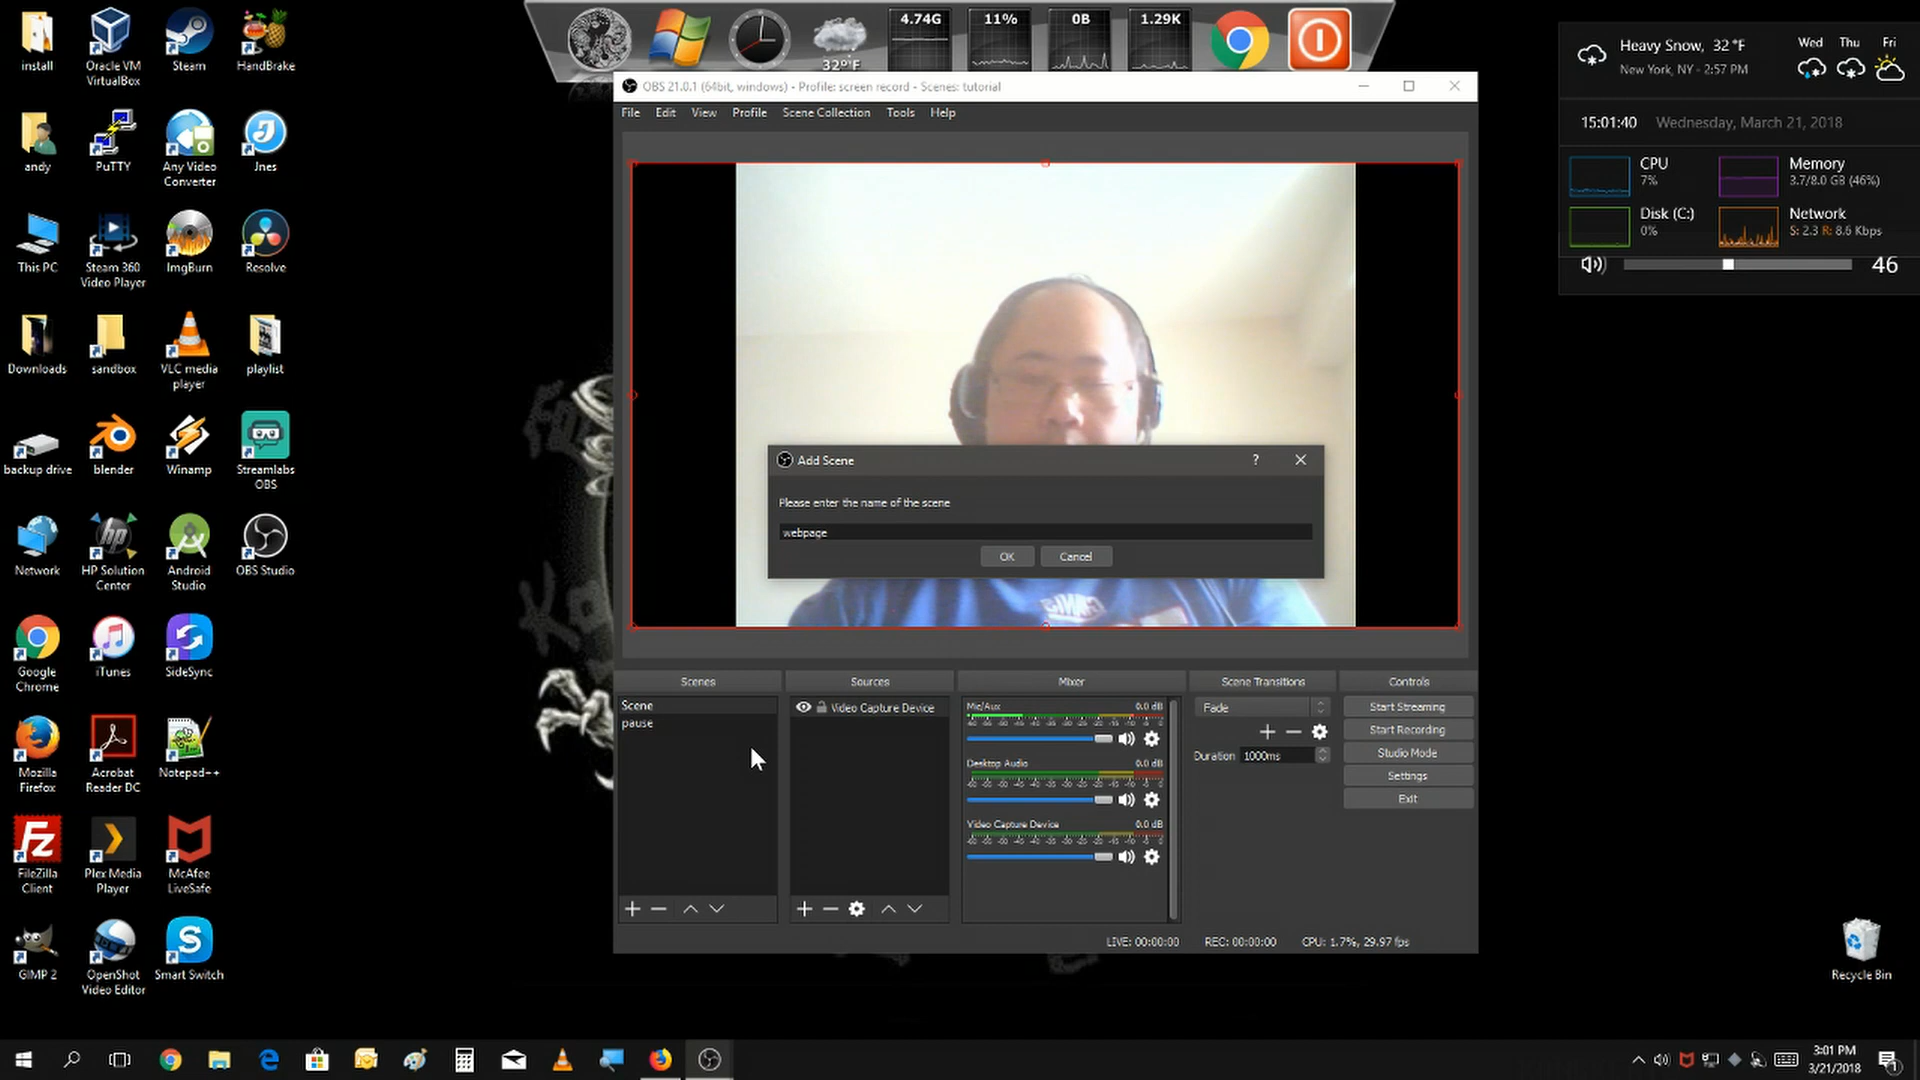 install
Oracle VM
VirtualBox
Steam
HandBrake
andy
PuTTY
Any Video
Converter
Jnes
This PC
Steam 360
Video Player
ImgBurn
Resolve
Downloads
sandbox
VLC media
player
playlist
backup drive
blender
Winamp
Streamlabs
OBS
Network
HP Solution
Center
Android
Studio
OBS Studio
Google
Chrome
iTunes
SideSync
Mozilla
Firefox
Acrobat
Reader DC
Notepad++
FileZilla
Client
Plex Media
Player
McAfee
LiveSafe
GIMP 2
OpenShot
Video Editor
Smart Switch
32°F
4.74G
11%
0B
1.29K
OBS 21.0.1 (64bit, windows) - Profile: screen record - Scenes: tutorial
File Edit View Profile Scene Collection Tools Help
Add Scene
?
Please enter the name of the scene
webpage
OK Cancel
Scenes
Scene
pause
Sources
Video Capture Device
Mixer
Mic/Aux 0.0 dB
Desktop Audio 0.0 dB
Video Capture Device 0.0 dB
Scene Transitions
Fade
Duration 1000ms
Controls
Start Streaming
Start Recording
Studio Mode
Settings
Exit
LIVE: 00:00:00 REC: 00:00:00 CPU: 1.7%, 29.97 fps
Heavy Snow, 32 °F
New York, NY - 2:57 PM
Wed Thu Fri
15:01:40 Wednesday, March 21, 2018
CPU
7%
Memory
3.7/8.0 GB (46%)
Disk (C:)
0%
Network
S: 2.3 R: 8.6 Kbps
46
Recycle Bin
3:01 PM
3/21/2018
1